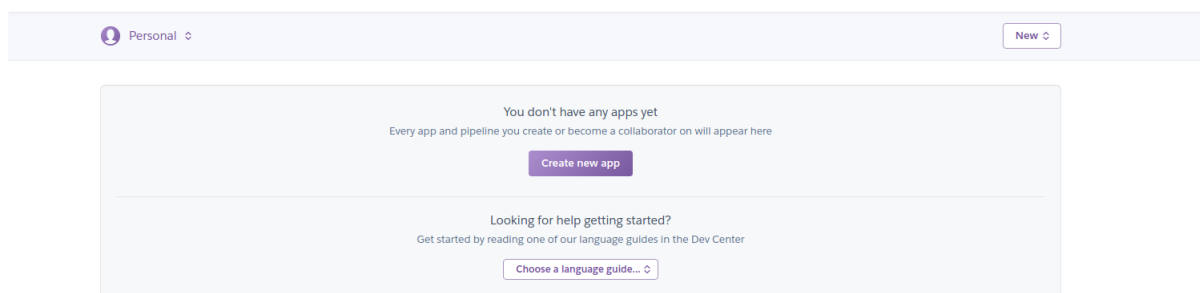 Personal
New
You don't have any apps yet
Every app and pipeline you create or become a collaborator on will appear here
Create new app
Looking for help getting started?
Get started by reading one of our language guides in the Dev Center
Choose a language guide...